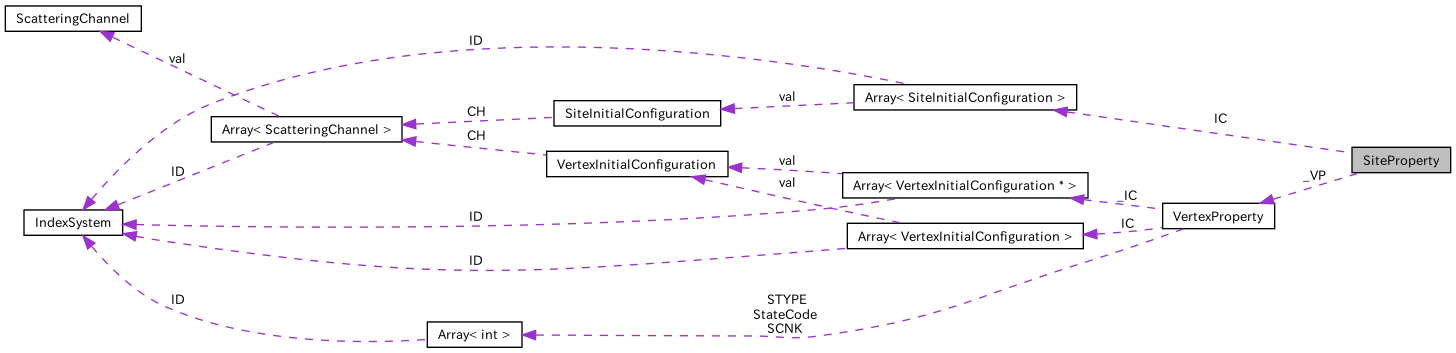 ScatteringChannel
ID
val
Array< SiteInitialConfiguration >
val
CH
SiteInitialConfiguration
IC
Array< ScatteringChannel >
CH
VertexInitialConfiguration
val
SiteProperty
ID
val
Array< VertexInitialConfiguration * >
_VP
_IC
IndexSystem
ID
VertexProperty
IC
Array< VertexInitialConfiguration >
ID
ID
STYPE
StateCode
SCNK
Array< int >